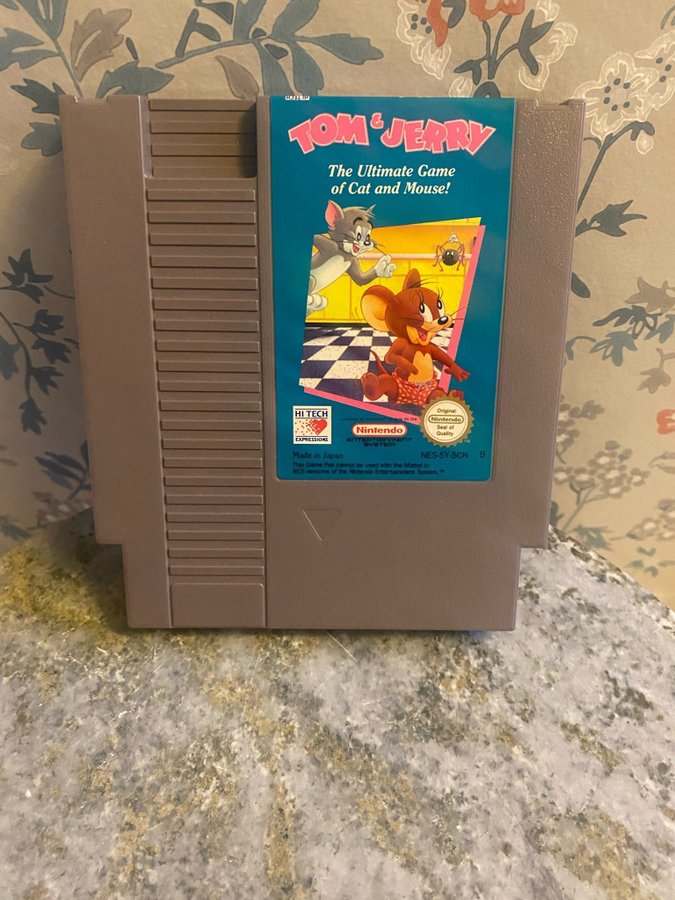 TOM & JERRY
The Ultimate Game
of Cat and Mouse!
HI TECH
EXPRESSIONS
Nintendo
ENTERTAINMENT
SYSTEM
Original
Nintendo
Seal of
Quality
Made in Japan
NES-5Y-SCN B
This Game Pak cannot be used with the Mattel or
NES versions of the Nintendo Entertainment System.™